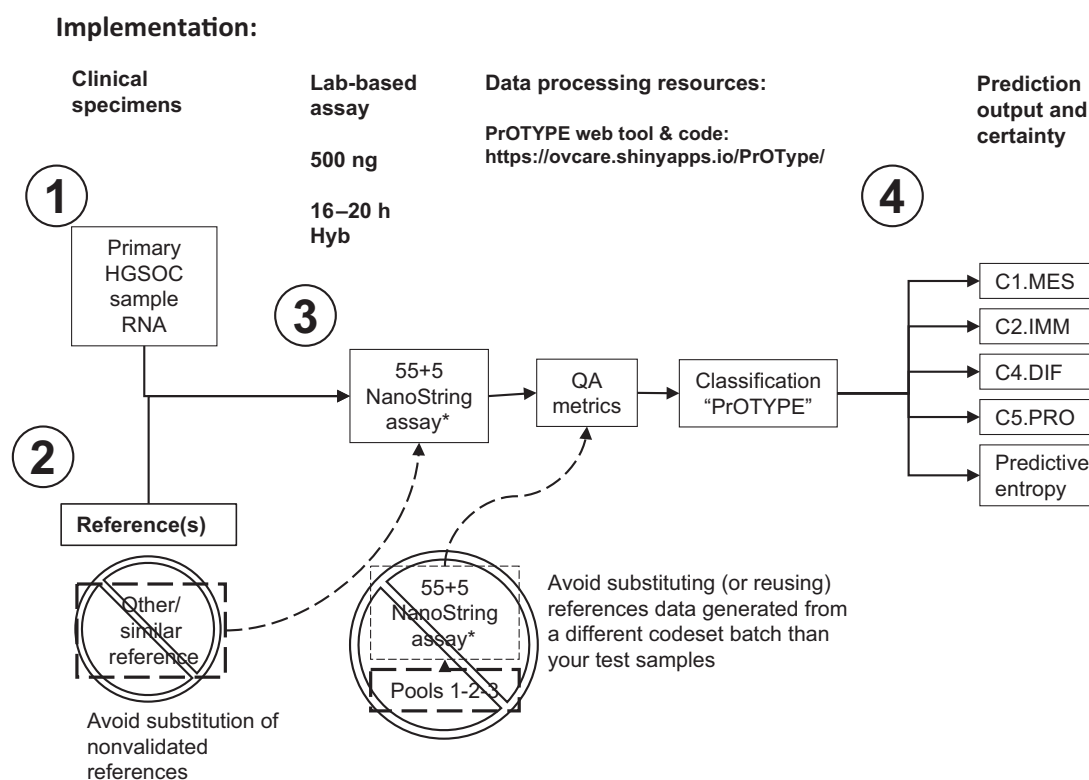 Implementation:
Clinical
specimens
Lab-based
assay
500 ng
16–20 h
Hyb
Data processing resources:
PrOTYPE web tool & code:
https://ovcare.shinyapps.io/PrOType/
Prediction
output and
certainty
1
Primary
HGSOC
sample
RNA
2
Reference(s)
Other/
similar
reference
Avoid substitution of
nonvalidated
references
3
55+5
NanoString
assay*
QA
metrics
Classification
“PrOTYPE”
55+5
NanoString
assay*
Pools 1-2-3
Avoid substituting (or reusing)
references data generated from
a different codeset batch than
your test samples
4
C1.MES
C2.IMM
C4.DIF
C5.PRO
Predictive
entropy